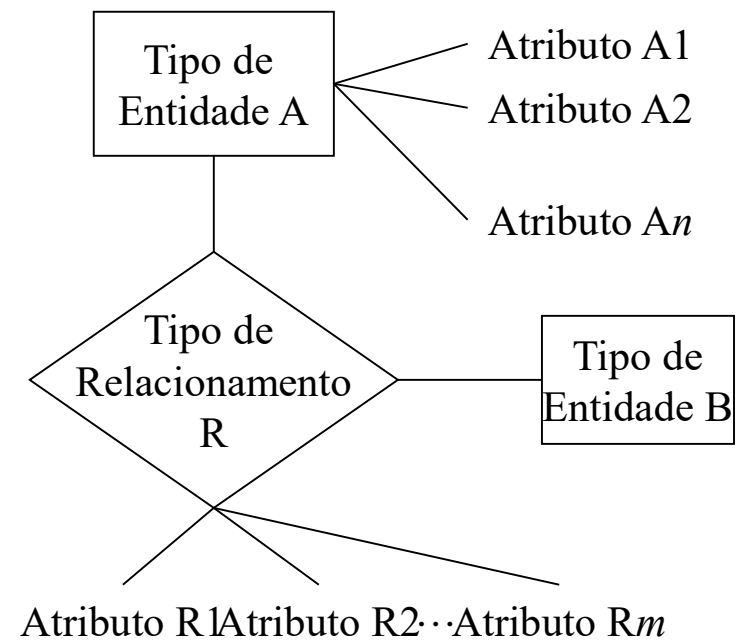 Tipo de
Entidade A
Atributo A1
Atributo A2
Atributo An
Tipo de
Relacionamento
R
Tipo de
Entidade B
Atributo R1Atributo R2···Atributo Rm